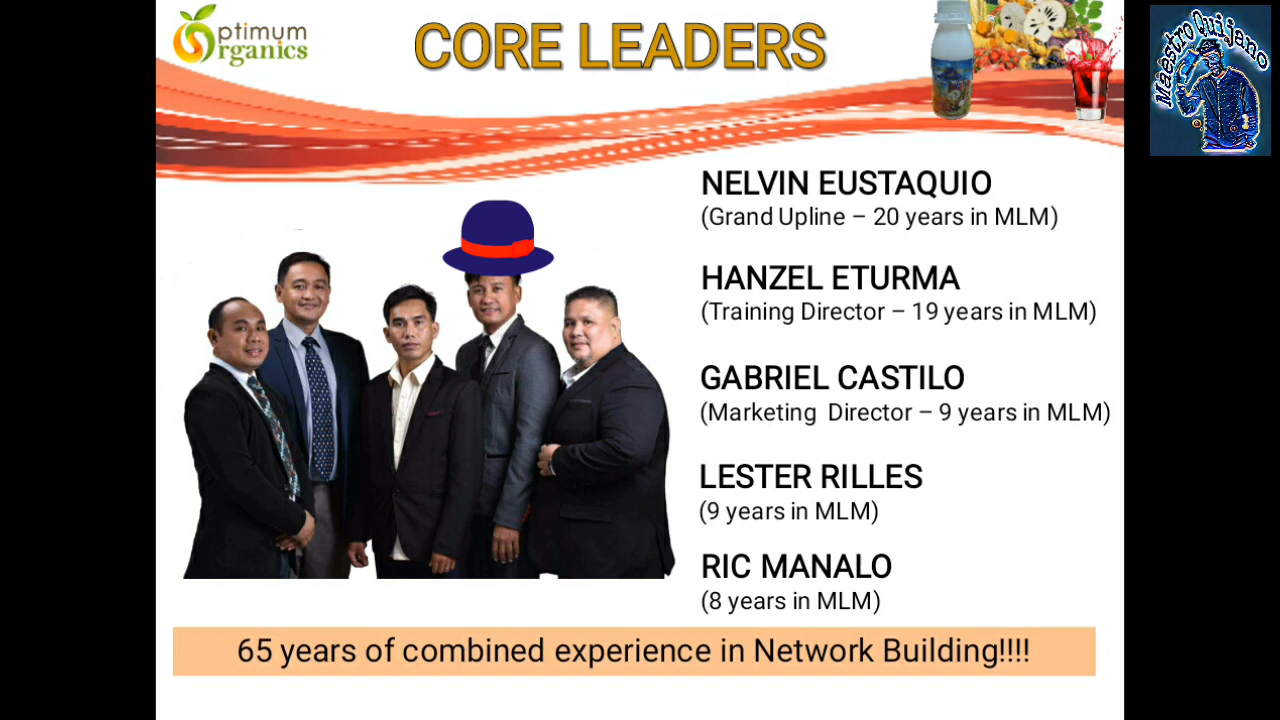 Optimum
Organics
CORE LEADERS
Maestro Quijano
NELVIN EUSTAQUIO
(Grand Upline – 20 years in MLM)
HANZEL ETURMA
(Training Director – 19 years in MLM)
GABRIEL CASTILO
(Marketing  Director – 9 years in MLM)
LESTER RILLES
(9 years in MLM)
RIC MANALO
(8 years in MLM)
65 years of combined experience in Network Building!!!!